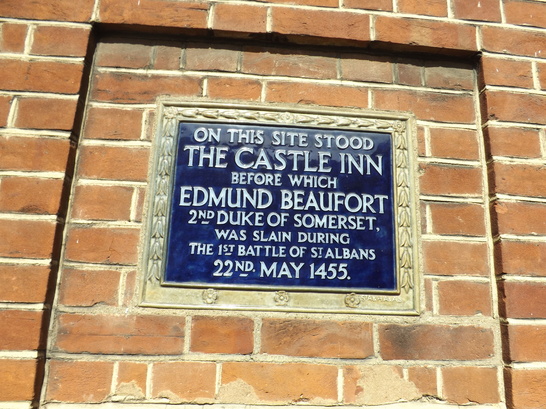 ON THIS SITE STOOD
THE CASTLE INN
BEFORE WHICH
EDMUND BEAUFORT
2ND DUKE OF SOMERSET,
WAS SLAIN DURING
THE 1ST BATTLE OF ST ALBANS
22ND. MAY 1455.